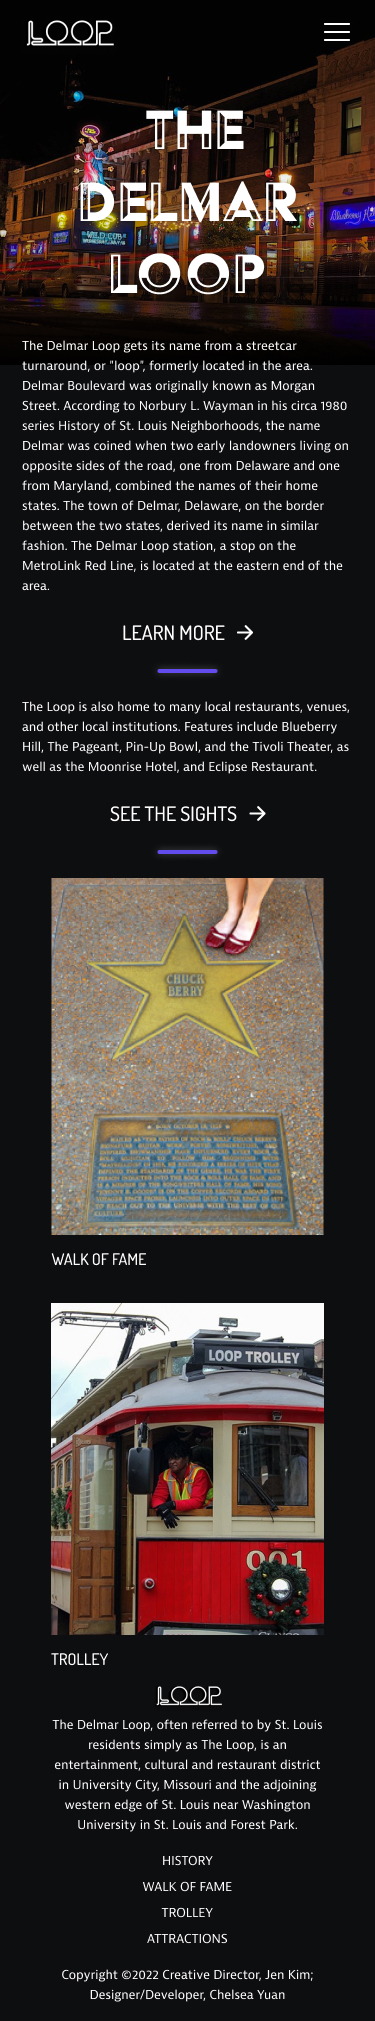 LOOP
THE
DELMAR
LOOP
The Delmar Loop gets its name from a streetcar
turnaround, or "loop", formerly located in the area.
Delmar Boulevard was originally known as Morgan
Street. According to Norbury L. Wayman in his circa 1980
series History of St. Louis Neighborhoods, the name
Delmar was coined when two early landowners living on
opposite sides of the road, one from Delaware and one
from Maryland, combined the names of their home
states. The town of Delmar, Delaware, on the border
between the two states, derived its name in similar
fashion. The Delmar Loop station, a stop on the
MetroLink Red Line, is located at the eastern end of the
area.
LEARN MORE
The Loop is also home to many local restaurants, venues,
and other local institutions. Features include Blueberry
Hill, The Pageant, Pin-Up Bowl, and the Tivoli Theater, as
well as the Moonrise Hotel, and Eclipse Restaurant.
SEE THE SIGHTS
CHUCK
BERRY
WALK OF FAME
LOOP TROLLEY
001
TROLLEY
LOOP
The Delmar Loop, often referred to by St. Louis
residents simply as The Loop, is an
entertainment, cultural and restaurant district
in University City, Missouri and the adjoining
western edge of St. Louis near Washington
University in St. Louis and Forest Park.
HISTORY
WALK OF FAME
TROLLEY
ATTRACTIONS
Copyright ©2022 Creative Director, Jen Kim;
Designer/Developer, Chelsea Yuan